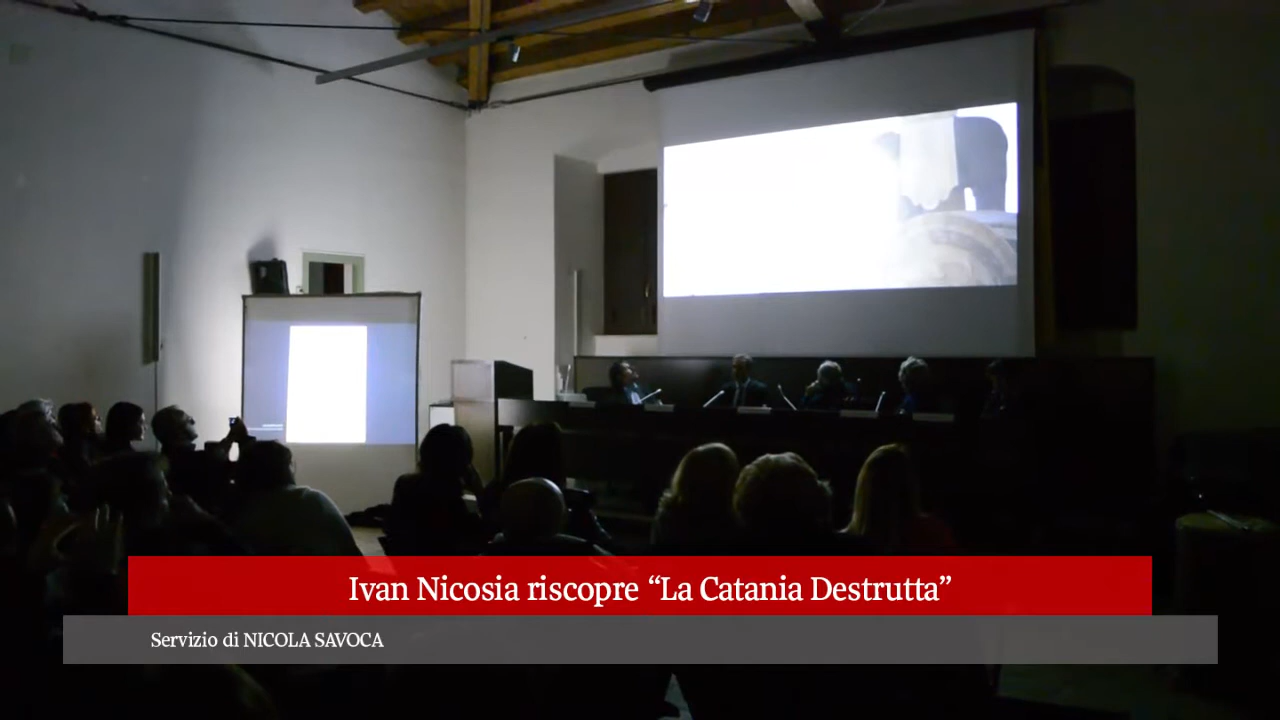 Ivan Nicosia riscopre “La Catania Destrutta”
Servizio di NICOLA SAVOCA